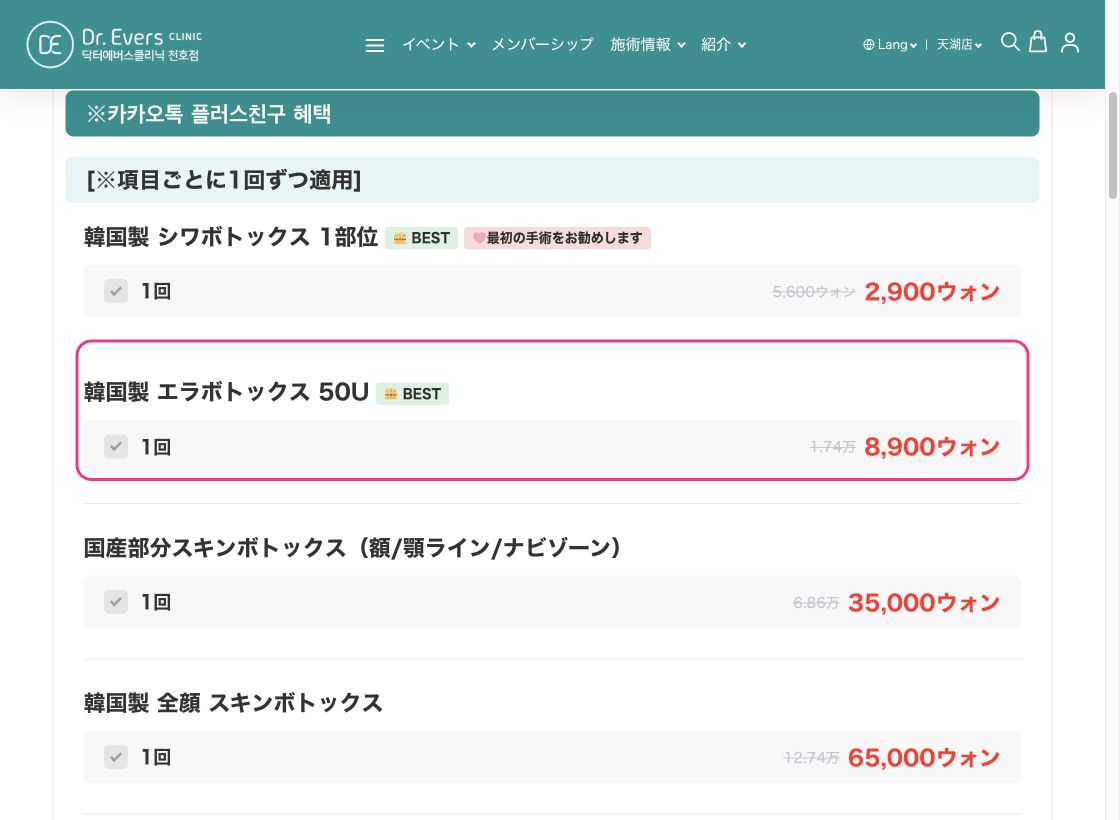 DE Dr. Evers CLINIC
닥터에버스클리닉 천호점
イベント メンバーシップ 施術情報 紹介 Lang | 天湖店
※카카오톡 플러스친구 혜택
[※項目ごとに1回ずつ適用]
韓国製 シワボトックス 1部位 BEST 最初の手術をお勧めします
1回 5,600ウォン 2,900ウォン
韓国製 エラボトックス 50U BEST
1回 1.74万 8,900ウォン
国産部分スキンボトックス（額/顎ライン/ナビゾーン）
1回 6.86万 35,000ウォン
韓国製 全顔 スキンボトックス
1回 12.74万 65,000ウォン